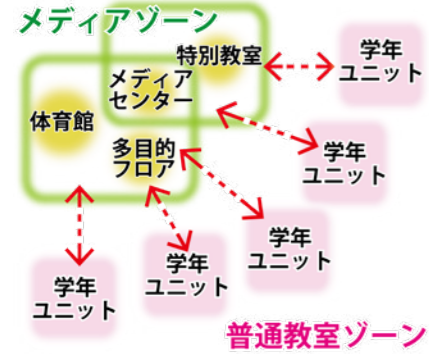 メディアゾーン
特別教室
学年
ユニット
メディア
センター
体育館
多目的
フロア
学年
ユニット
学年
ユニット
学年
ユニット
学年
ユニット
普通教室ゾーン